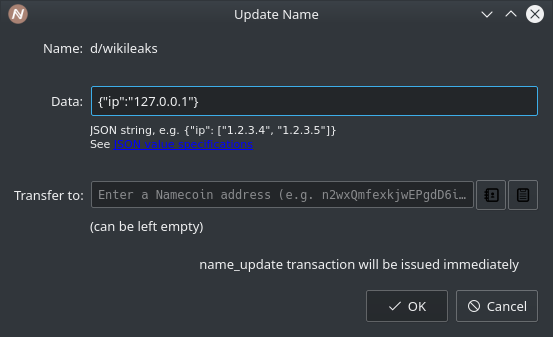 Update Name
Name: d/wikileaks
Data: {"ip":"127.0.0.1"}
JSON string, e.g. {"ip": ["1.2.3.4", "1.2.3.5"]}
See JSON value specifications
Transfer to: Enter a Namecoin address (e.g. n2wxQmfexkjwEPgdD6i…
(can be left empty)
name_update transaction will be issued immediately
OK Cancel